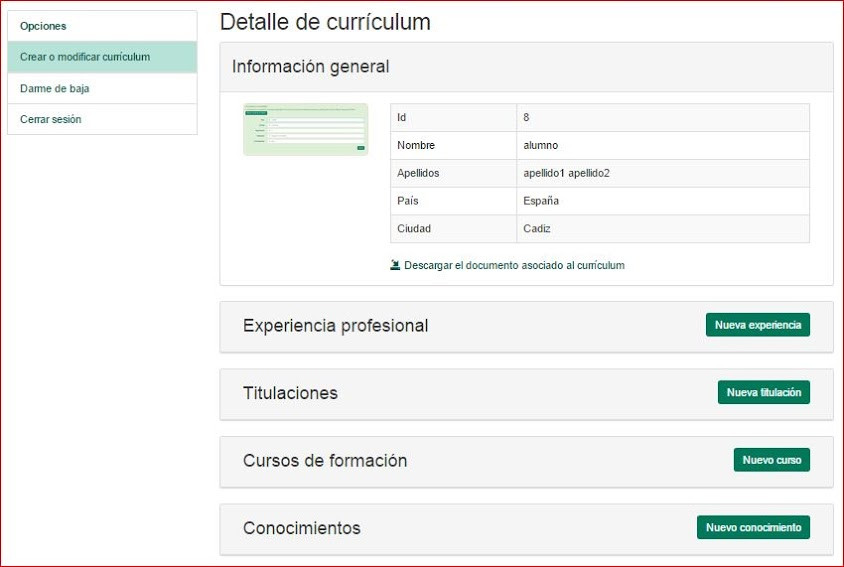 Opciones
Crear o modificar currículum
Darme de baja
Cerrar sesión
Detalle de currículum
Información general
Id 8
Nombre alumno
Apellidos apellido1 apellido2
País España
Ciudad Cadiz
Descargar el documento asociado al currículum
Experiencia profesional Nueva experiencia
Titulaciones Nueva titulación
Cursos de formación Nuevo curso
Conocimientos Nuevo conocimiento